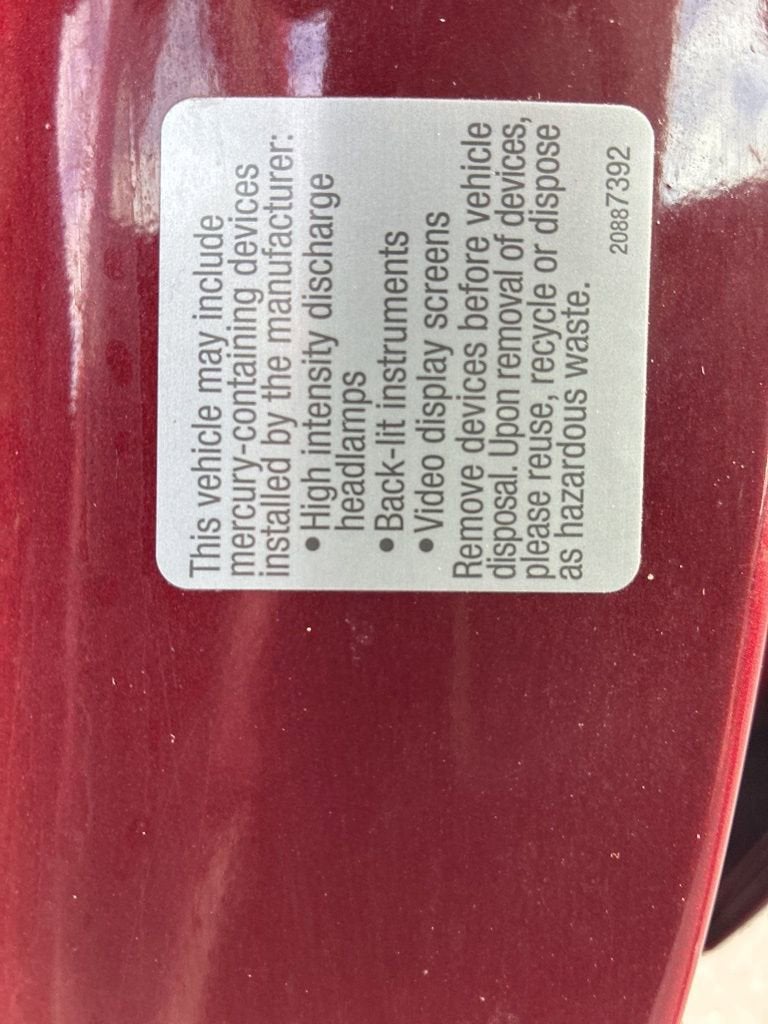 This vehicle may include
mercury-containing devices
installed by the manufacturer:
• High intensity discharge
headlamps
• Back-lit instruments
• Video display screens
Remove devices before vehicle
disposal. Upon removal of devices,
please reuse, recycle or dispose
as hazardous waste.
20887392